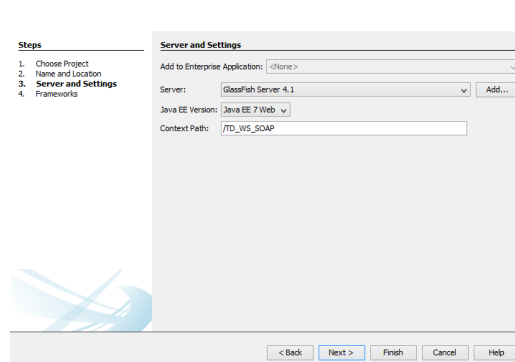 Steps
1. Choose Project
2. Name and Location
3. Server and Settings
4. Frameworks
Server and Settings
Add to Enterprise Application: <None>
Server: GlassFish Server 4.1 Add...
Java EE Version: Java EE 7 Web
Context Path: /TD_WS_SOAP
< Back Next > Finish Cancel Help